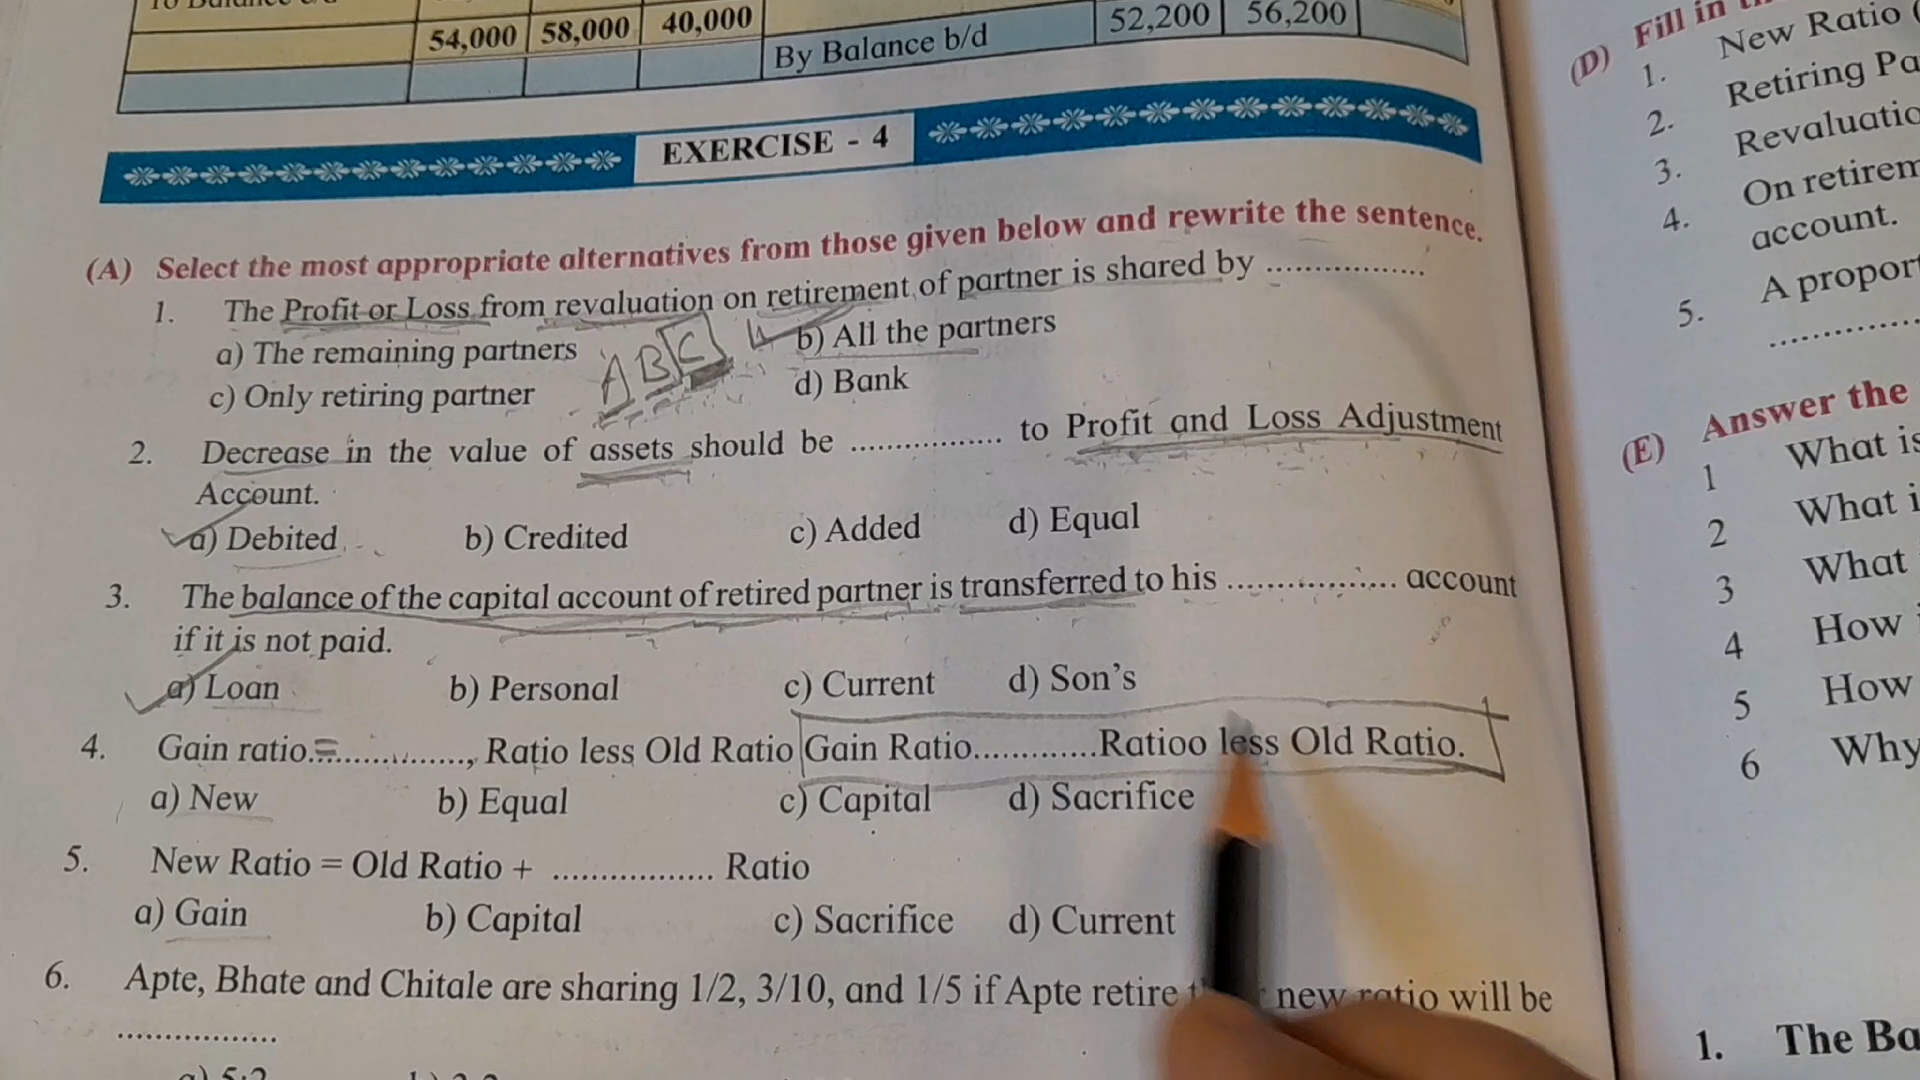 54,000 58,000 40,000 52,200 56,200
By Balance b/d
EXERCISE - 4
(A) Select the most appropriate alternatives from those given below and rewrite the sentence.
1. The Profit or Loss from revaluation on retirement of partner is shared by .................
a) The remaining partners b) All the partners
A B C
c) Only retiring partner d) Bank
2. Decrease in the value of assets should be ................. to Profit and Loss Adjustment
Account.
a) Debited b) Credited c) Added d) Equal
3. The balance of the capital account of retired partner is transferred to his ................. account
if it is not paid.
a) Loan b) Personal c) Current d) Son's
4. Gain ratio.=..............., Ratio less Old Ratio Gain Ratio.............Ratioo less Old Ratio.
a) New b) Equal c) Capital d) Sacrifice
5. New Ratio = Old Ratio + ................. Ratio
a) Gain b) Capital c) Sacrifice d) Current
6. Apte, Bhate and Chitale are sharing 1/2, 3/10, and 1/5 if Apte retire new ratio will be
.................
(D) Fill in
1. New Ratio
2. Retiring
3.
4. On
account.
5. A
.................
(E) Answer the
1 What
2 What
3 What
4 How
5 How
6 Why
1. The